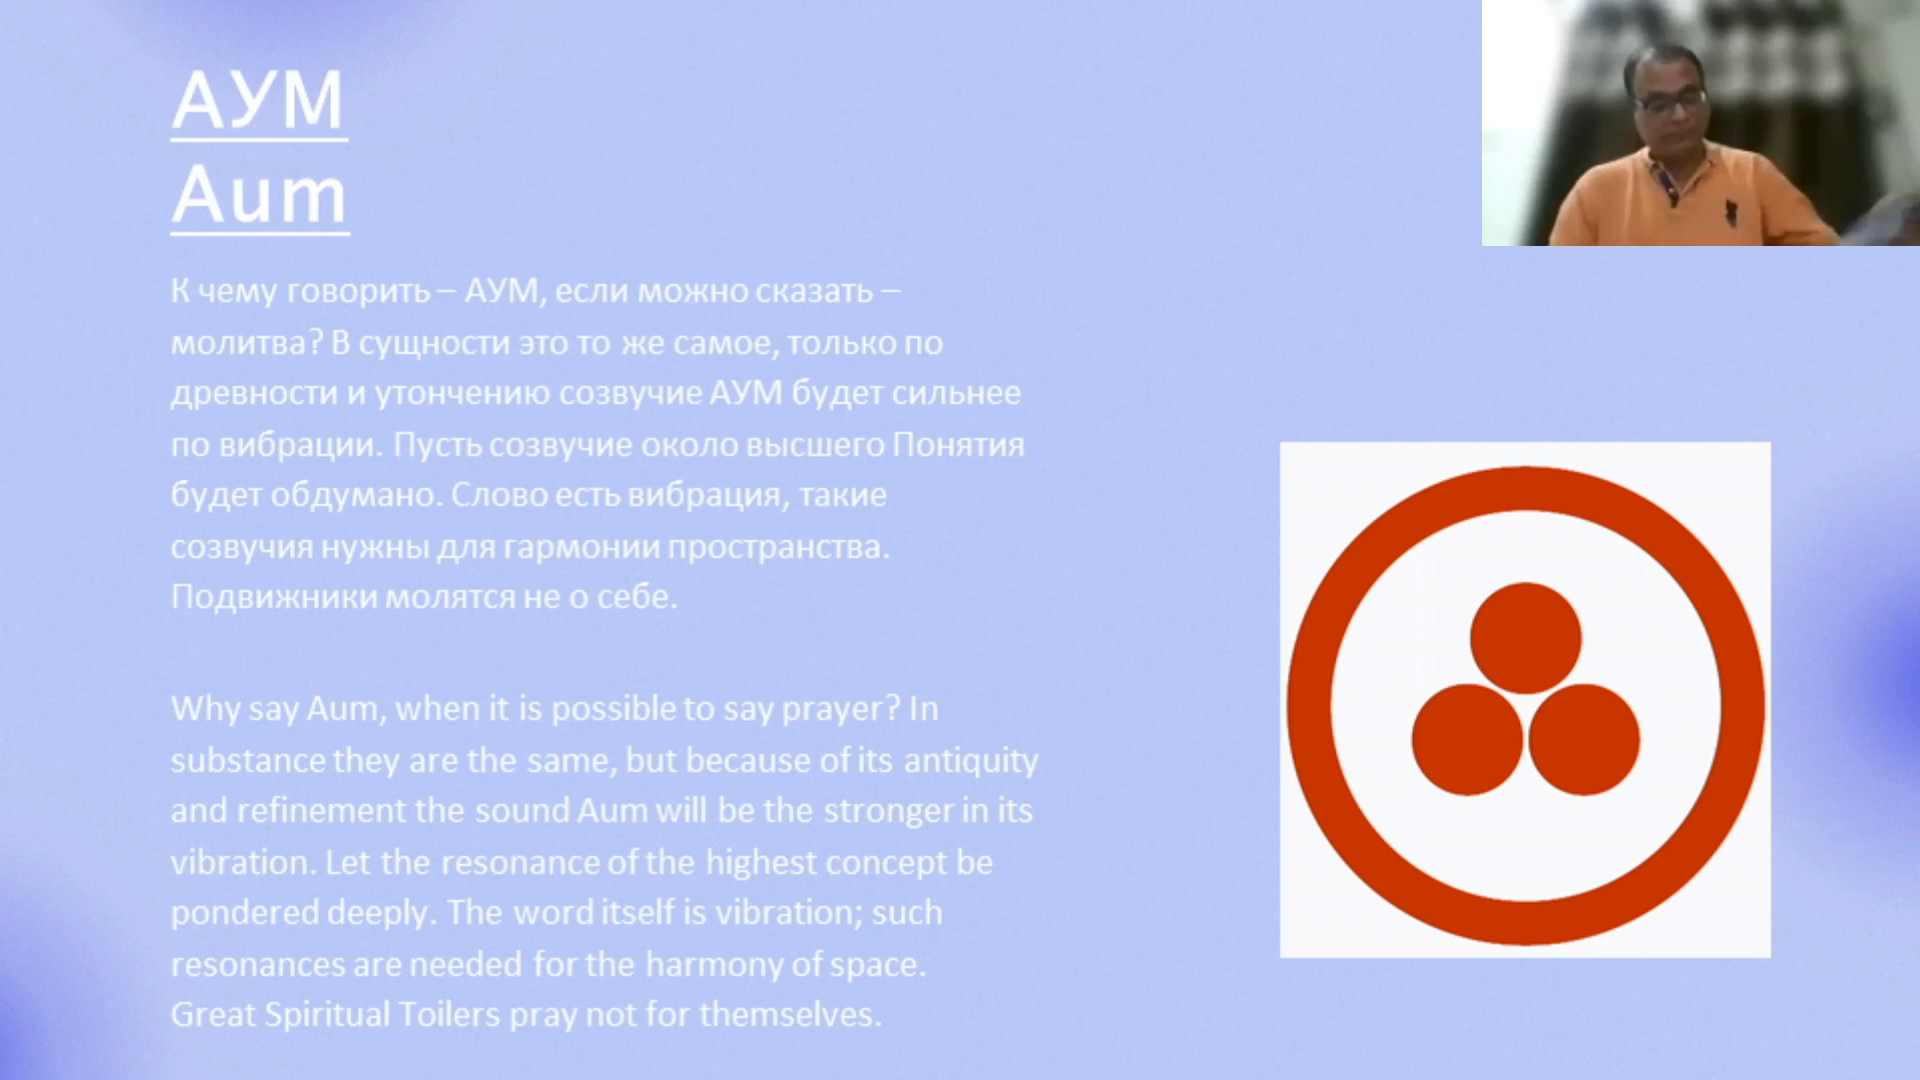 АУМ
Aum
К чему говорить – АУМ, если можно сказать –
молитва? В сущности это то же самое, только по
древности и утончению созвучие АУМ будет сильнее
по вибрации. Пусть созвучие около высшего Понятия
будет обдумано. Слово есть вибрация, такие
созвучия нужны для гармонии пространства.
Подвижники молятся не о себе.
Why say Aum, when it is possible to say prayer? In
substance they are the same, but because of its antiquity
and refinement the sound Aum will be the stronger in its
vibration. Let the resonance of the highest concept be
pondered deeply. The word itself is vibration; such
resonances are needed for the harmony of space.
Great Spiritual Toilers pray not for themselves.